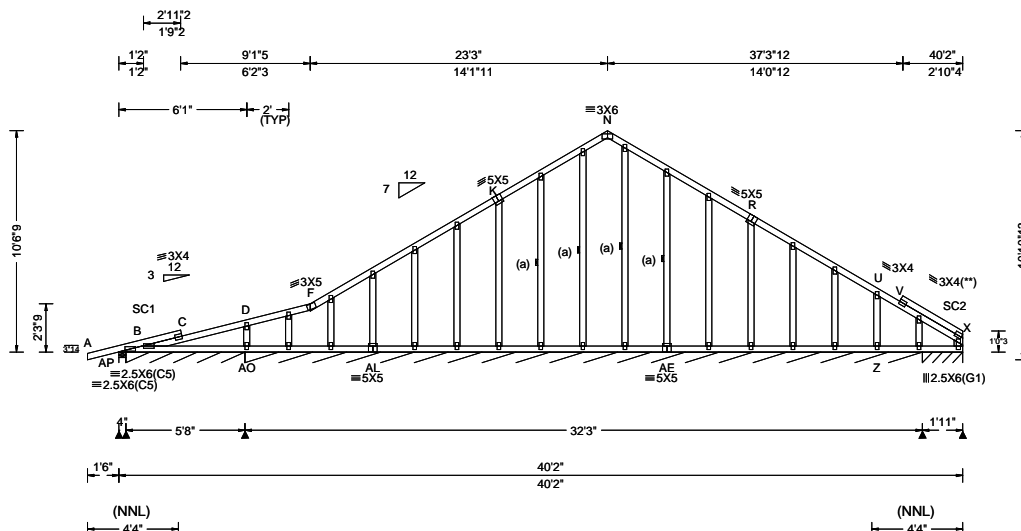 2'11"2
1'9"2
1'2" 9'1"5 23'3" 37'3"12 40'2"
1'2" 6'2"3 14'1"11 14'0"12 2'10"4
6'1" 2'
(TYP)
≡3X6
N
12
7
≡5X5
K
≡5X5
R
10'6"9
(a) (a) (a) (a)
≡3X4
12
3
≡3X5
F
≡3X4
U
V
≡3X4(**)
SC1
SC2
2'3"9
D
C
B
A
X
1'0"3
3"14
AP
≡2.5X6(C5)
≡2.5X6(C5)
AO AL AE Z
≡5X5 ≡5X5
|||2.5X6(G1)
4" 5'8" 32'3" 1'11"
1'6" 40'2"
40'2"
(NNL) (NNL)
4'4" 4'4"